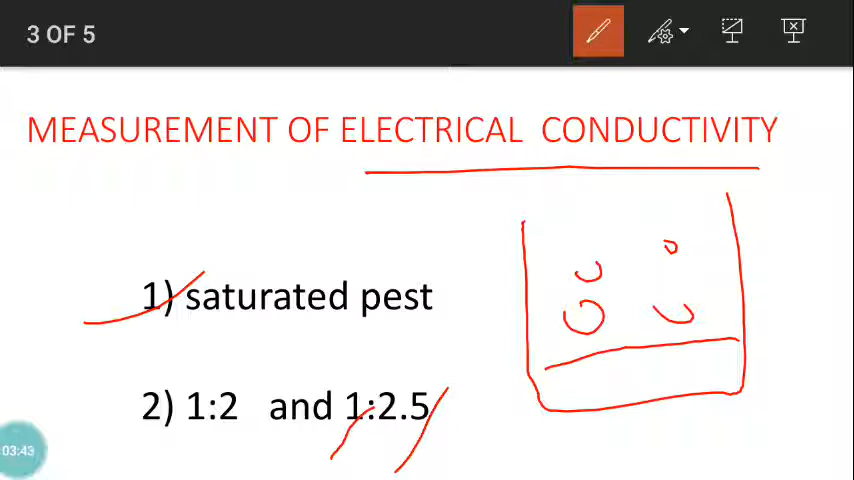 3 OF 5
MEASUREMENT OF ELECTRICAL CONDUCTIVITY
1) saturated pest
2) 1:2 and 1:2.5
03:43